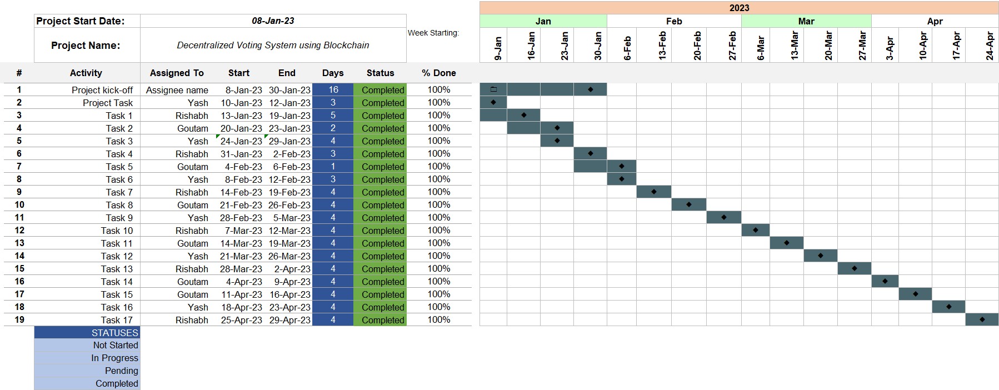 2023
Project Start Date: 08-Jan-23 Jan Feb Mar Apr
Project Name: Decentralized Voting System using Blockchain Week Starting: 9-Jan 16-Jan 23-Jan 30-Jan 6-Feb 13-Feb 20-Feb 27-Feb 6-Mar 13-Mar 20-Mar 27-Mar 3-Apr 10-Apr 17-Apr 24-Apr
# Activity Assigned To Start End Days Status % Done
1 Project kick-off Assignee name 8-Jan-23 30-Jan-23 16 Completed 100%
2 Project Task Yash 10-Jan-23 12-Jan-23 3 Completed 100%
3 Task 1 Rishabh 13-Jan-23 19-Jan-23 5 Completed 100%
4 Task 2 Goutam 20-Jan-23 23-Jan-23 2 Completed 100%
5 Task 3 Yash 24-Jan-23 29-Jan-23 4 Completed 100%
6 Task 4 Rishabh 31-Jan-23 2-Feb-23 3 Completed 100%
7 Task 5 Goutam 4-Feb-23 6-Feb-23 1 Completed 100%
8 Task 6 Yash 8-Feb-23 12-Feb-23 3 Completed 100%
9 Task 7 Rishabh 14-Feb-23 19-Feb-23 4 Completed 100%
10 Task 8 Goutam 21-Feb-23 26-Feb-23 4 Completed 100%
11 Task 9 Yash 28-Feb-23 5-Mar-23 4 Completed 100%
12 Task 10 Rishabh 7-Mar-23 12-Mar-23 4 Completed 100%
13 Task 11 Goutam 14-Mar-23 19-Mar-23 4 Completed 100%
14 Task 12 Yash 21-Mar-23 26-Mar-23 4 Completed 100%
15 Task 13 Rishabh 28-Mar-23 2-Apr-23 4 Completed 100%
16 Task 14 Goutam 4-Apr-23 9-Apr-23 4 Completed 100%
17 Task 15 Goutam 11-Apr-23 16-Apr-23 4 Completed 100%
18 Task 16 Yash 18-Apr-23 23-Apr-23 4 Completed 100%
19 Task 17 Rishabh 25-Apr-23 29-Apr-23 4 Completed 100%
STATUSES
Not Started
In Progress
Pending
Completed